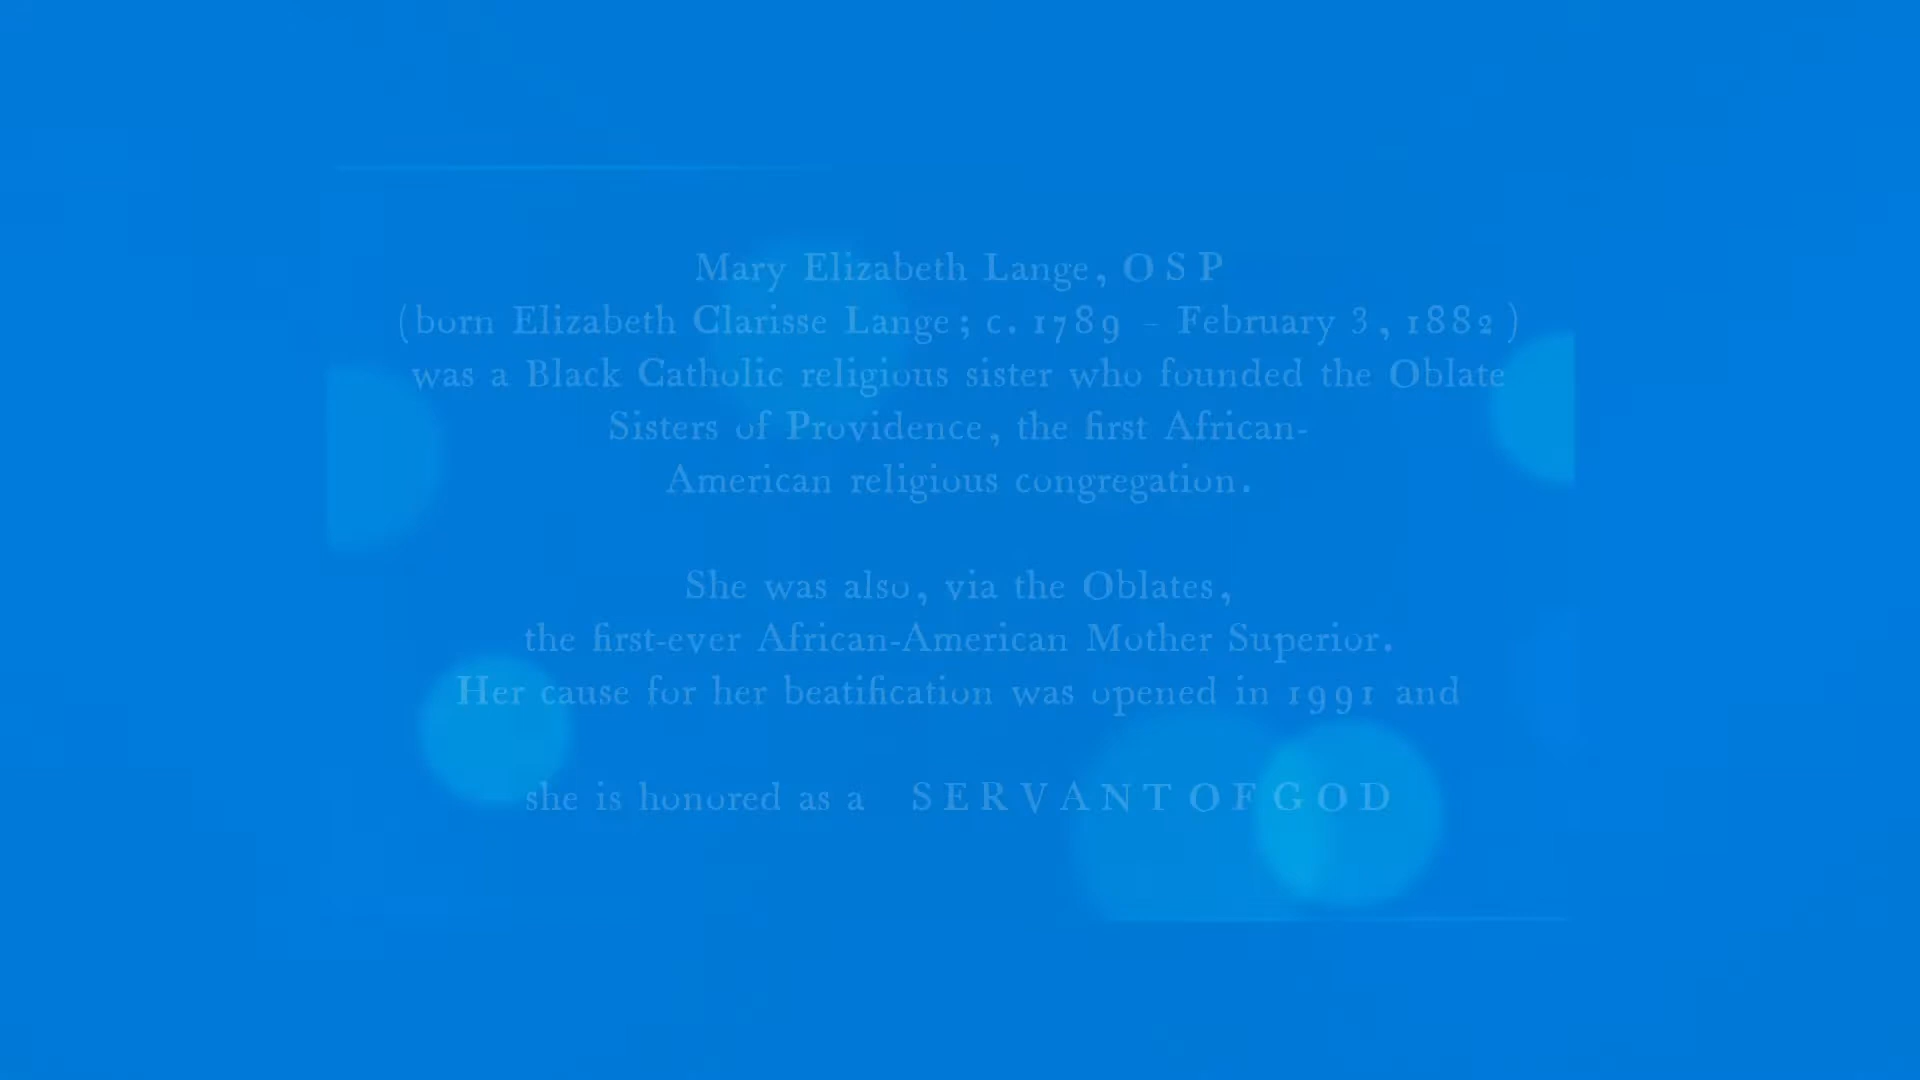 Mary Elizabeth Lange, OSP
(born Elizabeth Clarisse Lange; c. 1789 – February 3, 1882)
was a Black Catholic religious sister who founded the Oblate
Sisters of Providence, the first African-
American religious congregation.
She was also, via the Oblates,
the first-ever African-American Mother Superior.
Her cause for her beatification was opened in 1991 and
she is honored as a SERVANT OF GOD